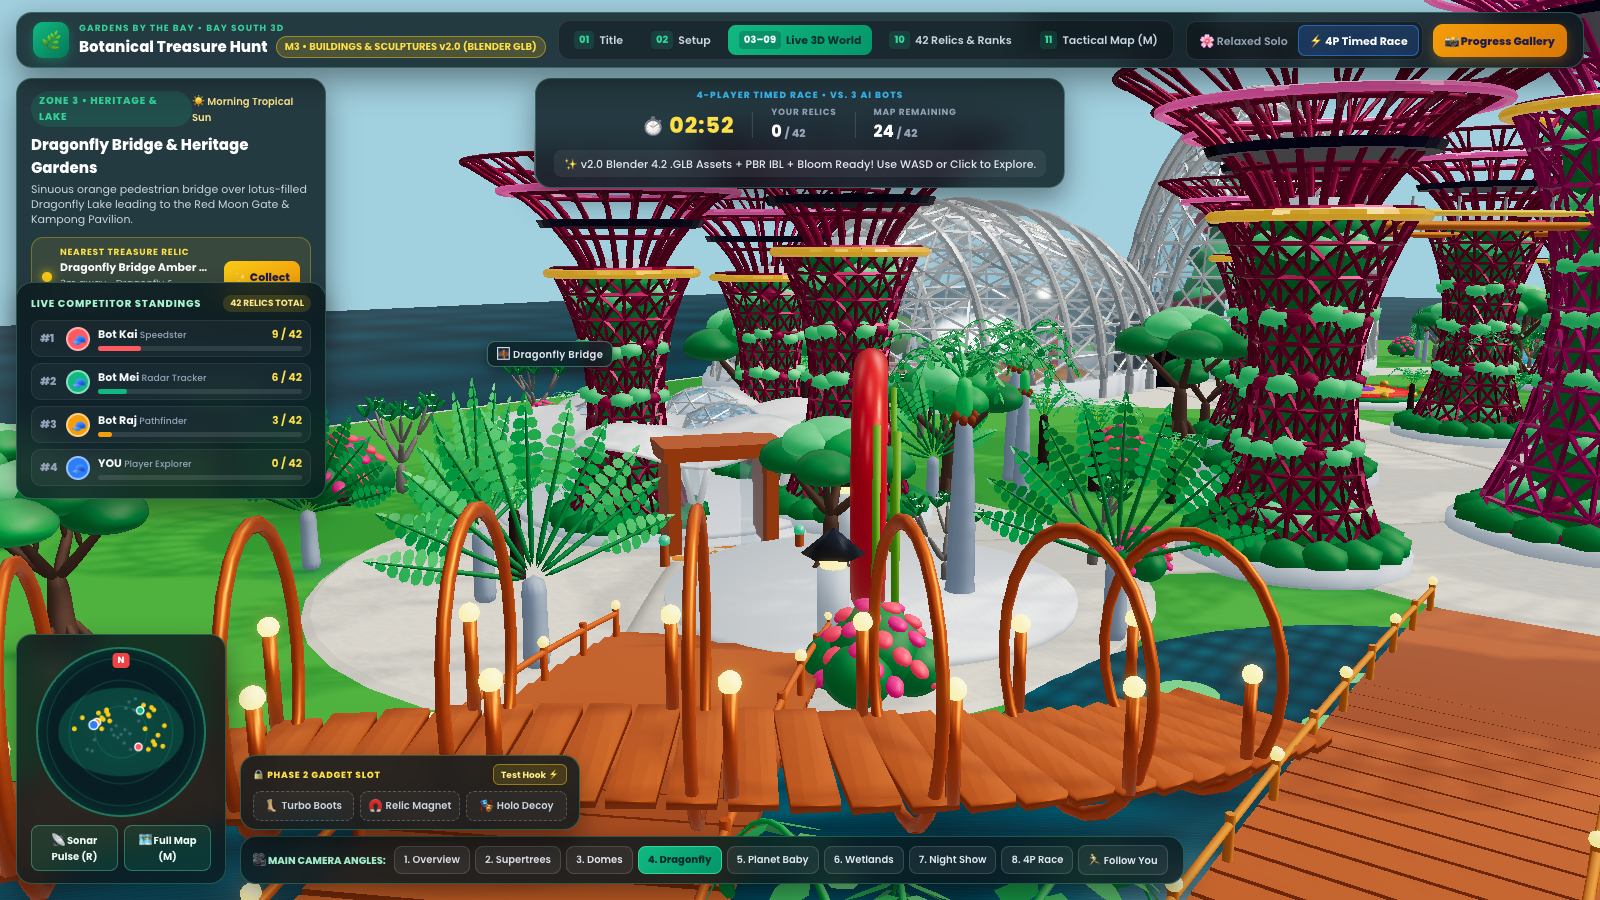 GARDENS BY THE BAY • BAY SOUTH 3D
Botanical Treasure Hunt
M3 • BUILDINGS & SCULPTURES v2.0 (BLENDER GLB)
01 Title
02 Setup
03–09 Live 3D World
10 42 Relics & Ranks
11 Tactical Map (M)
Relaxed Solo
4P Timed Race
Progress Gallery
ZONE 3 • HERITAGE &
LAKE
Morning Tropical
Sun
Dragonfly Bridge & Heritage
Gardens
Sinuous orange pedestrian bridge over lotus-filled
Dragonfly Lake leading to the Red Moon Gate &
Kampong Pavilion.
NEAREST TREASURE RELIC
Dragonfly Bridge Amber ...
Collect
LIVE COMPETITOR STANDINGS
42 RELICS TOTAL
#1 Bot Kai Speedster 9 / 42
#2 Bot Mei Radar Tracker 6 / 42
#3 Bot Raj Pathfinder 3 / 42
#4 YOU Player Explorer 0 / 42
4-PLAYER TIMED RACE • VS. 3 AI BOTS
02:52
YOUR RELICS
0 / 42
MAP REMAINING
24 / 42
v2.0 Blender 4.2 .GLB Assets + PBR IBL + Bloom Ready! Use WASD or Click to Explore.
Dragonfly Bridge
N
Sonar
Pulse (R)
Full Map
(M)
PHASE 2 GADGET SLOT
Test Hook
Turbo Boots
Relic Magnet
Holo Decoy
MAIN CAMERA ANGLES:
1. Overview
2. Supertrees
3. Domes
4. Dragonfly
5. Planet Baby
6. Wetlands
7. Night Show
8. 4P Race
Follow You